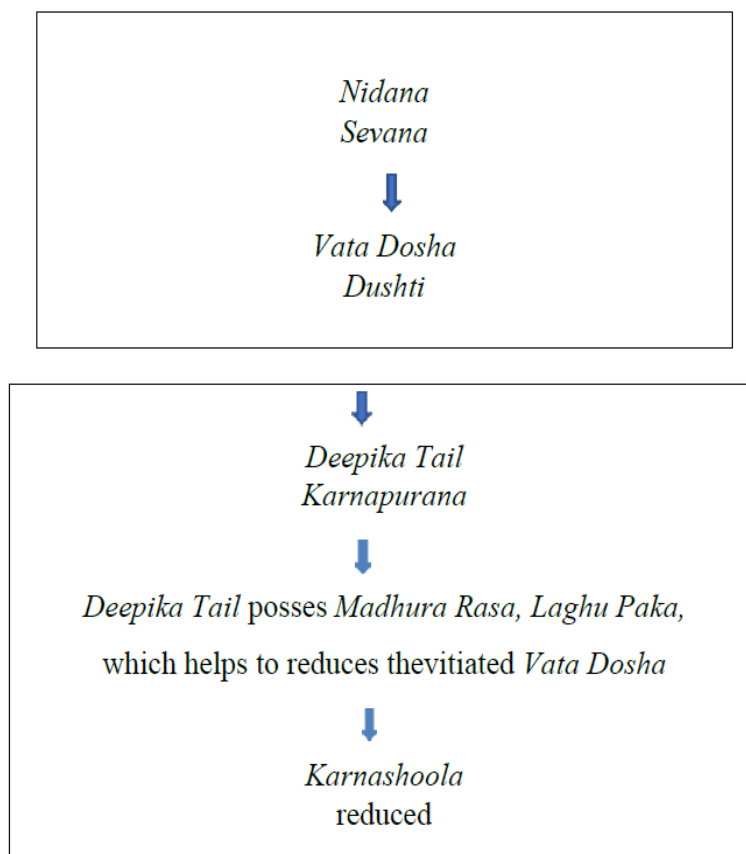 Nidana
Sevana
Vata Dosha
Dushti
Deepika Tail
Karnapurana
Deepika Tail posses Madhura Rasa, Laghu Paka,
which helps to reduces thevitiated Vata Dosha
Karnashoola
reduced